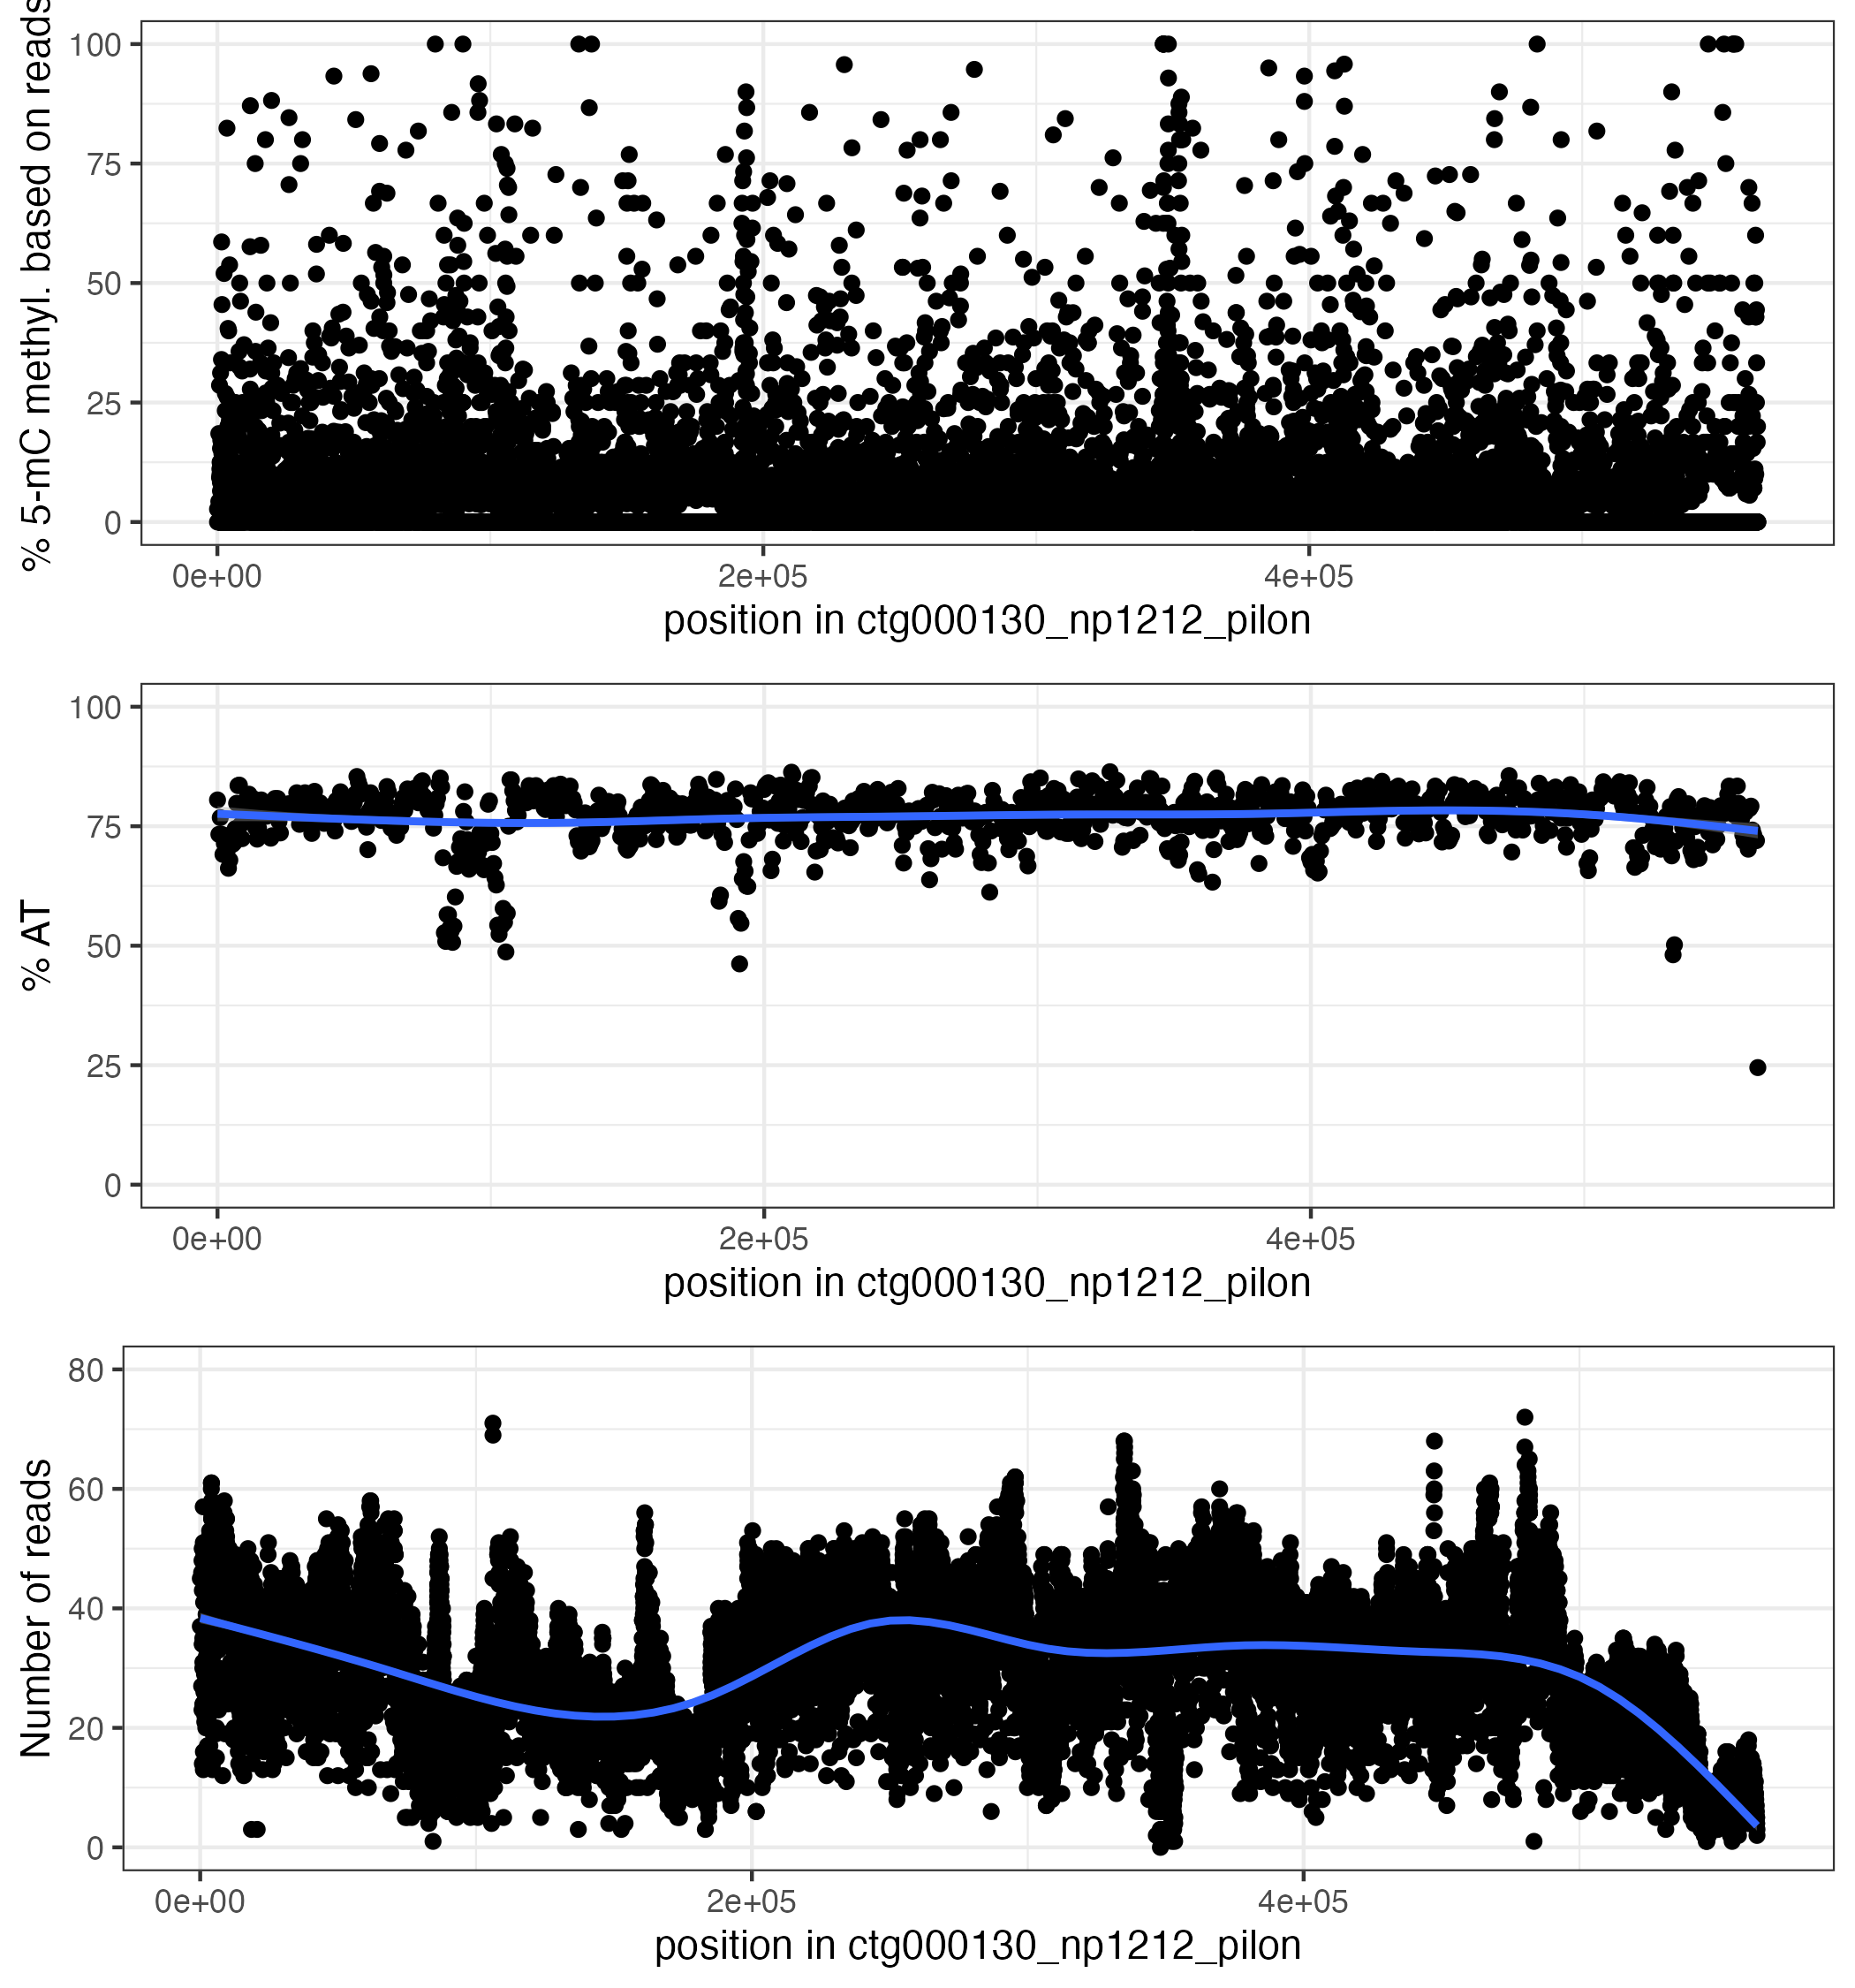 % 5-mC methyl. based on reads
100
75
50
25
0
0e+00 2e+05 4e+05
position in ctg000130_np1212_pilon
% AT
100
75
50
25
0
0e+00 2e+05 4e+05
position in ctg000130_np1212_pilon
Number of reads
80
60
40
20
0
0e+00 2e+05 4e+05
position in ctg000130_np1212_pilon